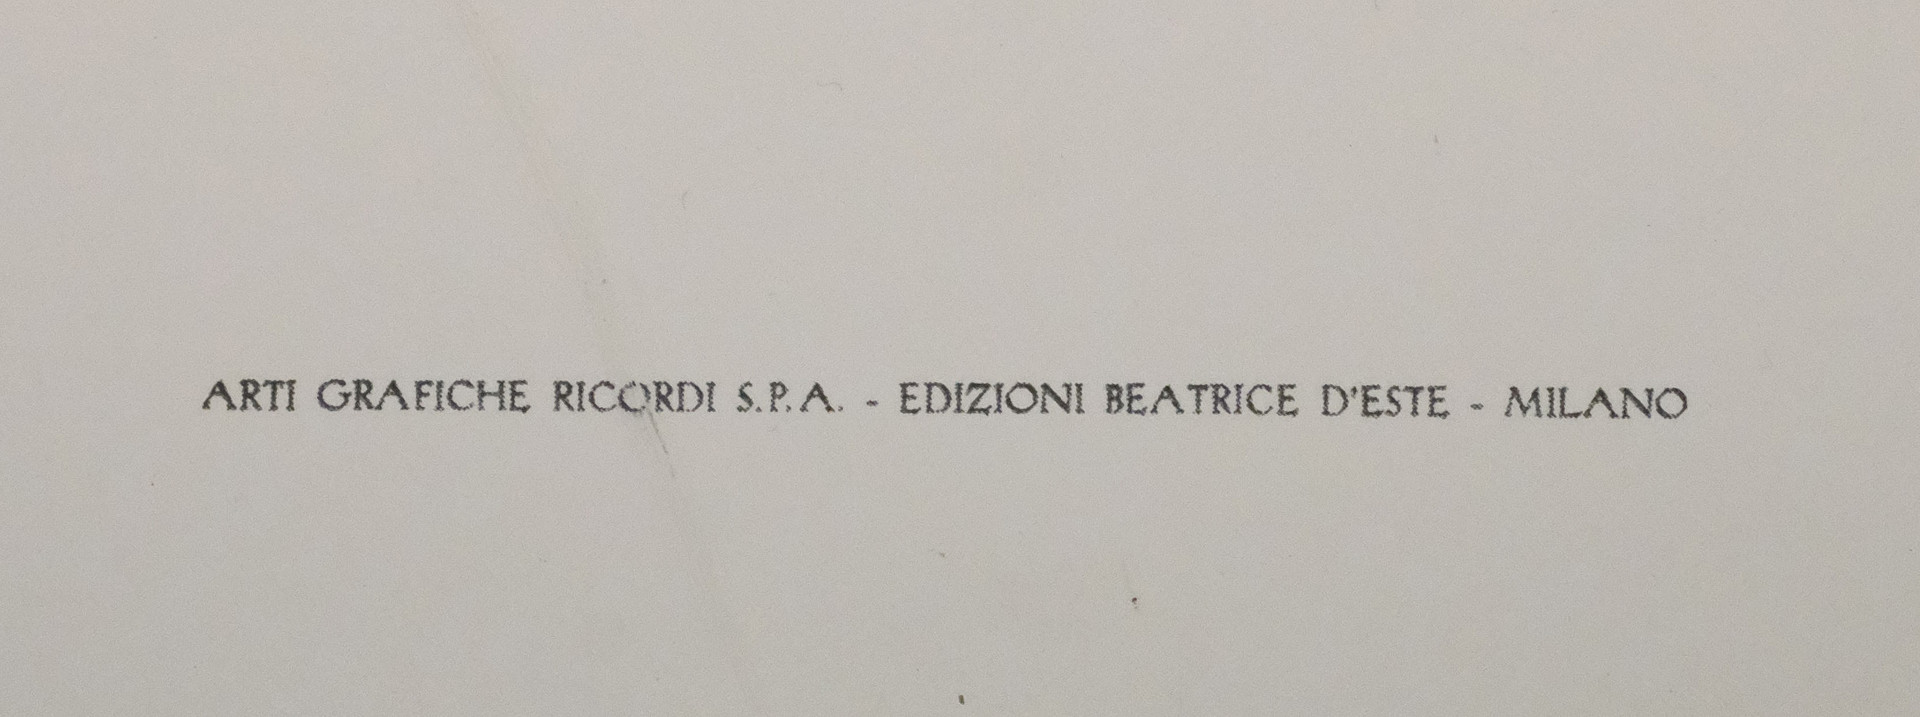 ARTI GRAFICHE RICORDI S.P.A. - EDIZIONI BEATRICE D'ESTE - MILANO